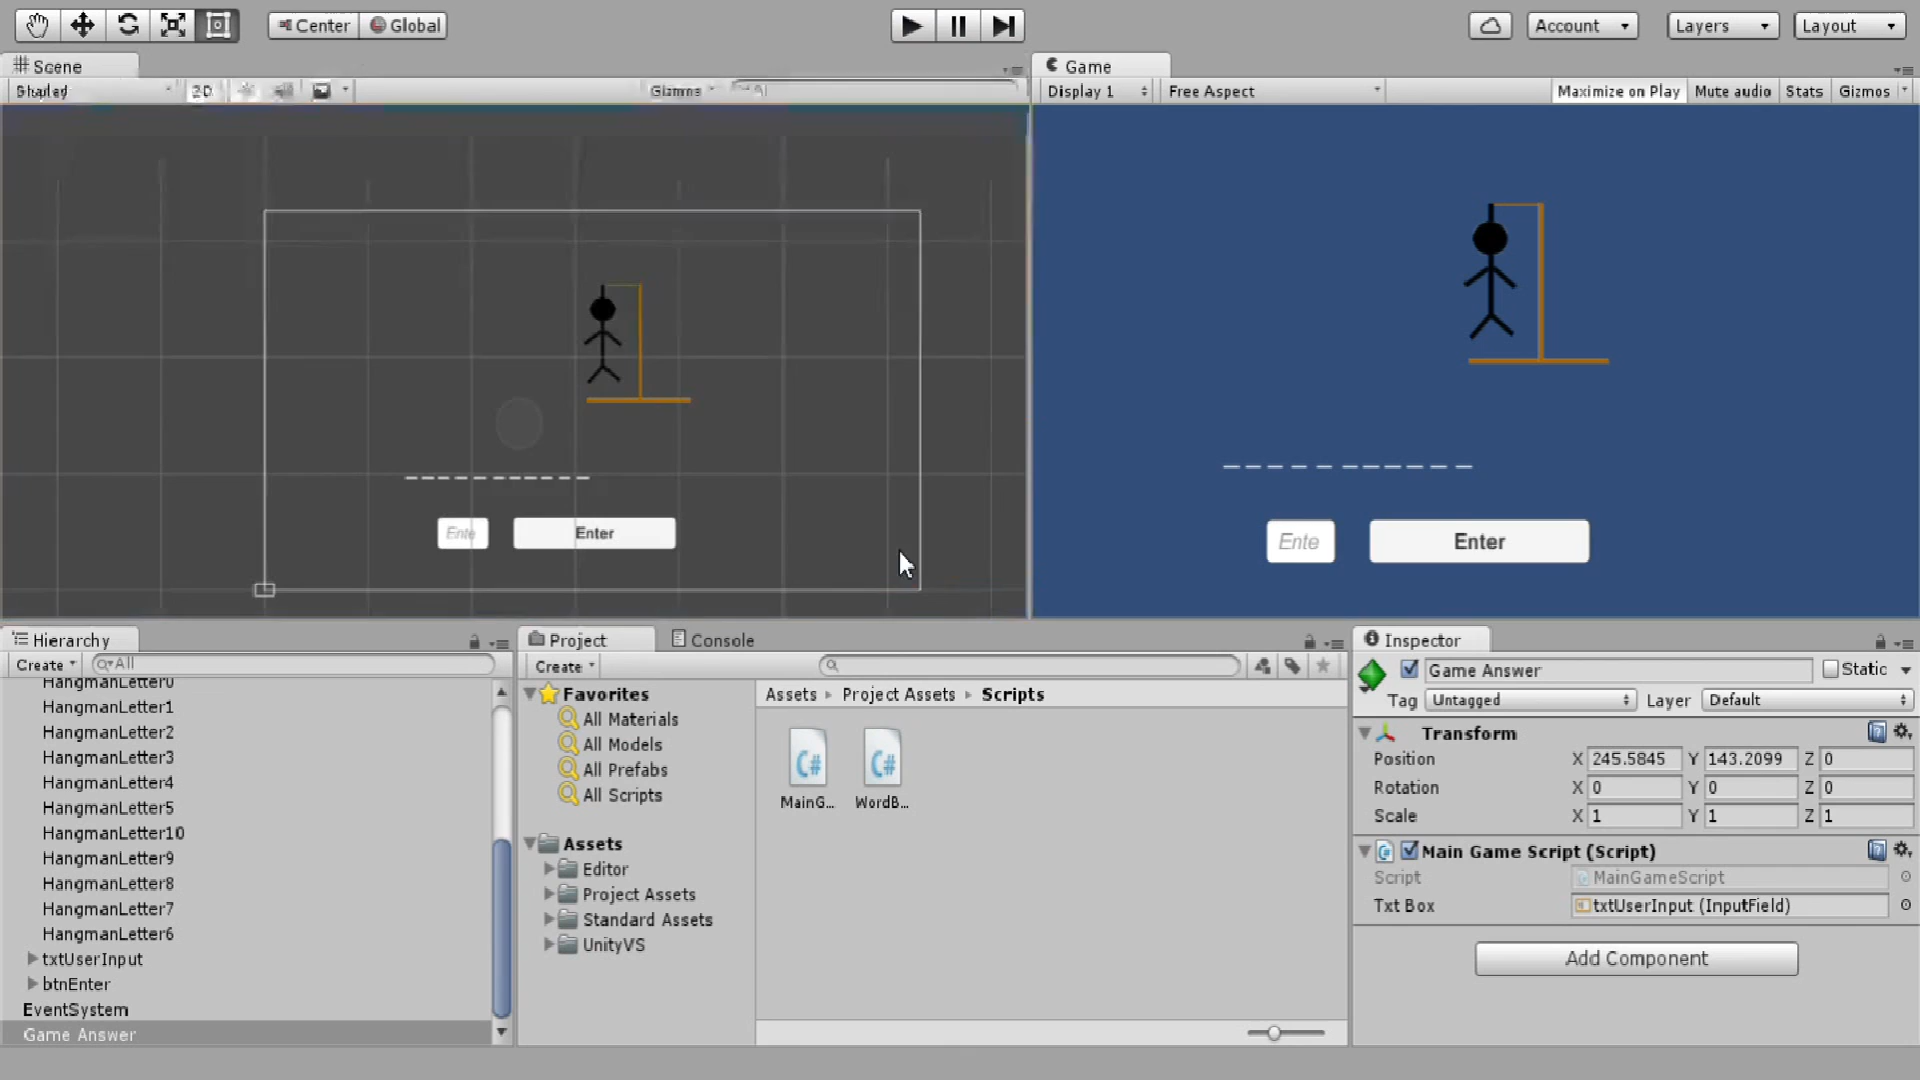 Center Global Account Layers Layout
Scene Game
Shaded 2D Gizmos All Display 1 Free Aspect Maximize on Play Mute audio Stats Gizmos
Ente Enter
Ente Enter
Hierarchy Project Console Inspector
Create All Create Game Answer Static
Tag Untagged Layer Default
HangmanLetter0
HangmanLetter1
HangmanLetter2
HangmanLetter3
HangmanLetter4
HangmanLetter5
HangmanLetter10
HangmanLetter9
HangmanLetter8
HangmanLetter7
HangmanLetter6
txtUserInput
btnEnter
EventSystem
Game Answer
Favorites
All Materials
All Models
All Prefabs
All Scripts
Assets
Editor
Project Assets
Standard Assets
UnityVS
Assets Project Assets Scripts
C# C#
MainG... WordB...
Transform
Position X 245.5845 Y 143.2099 Z 0
Rotation X 0 Y 0 Z 0
Scale X 1 Y 1 Z 1
Main Game Script (Script)
Script MainGameScript
Txt Box txtUserInput (InputField)
Add Component